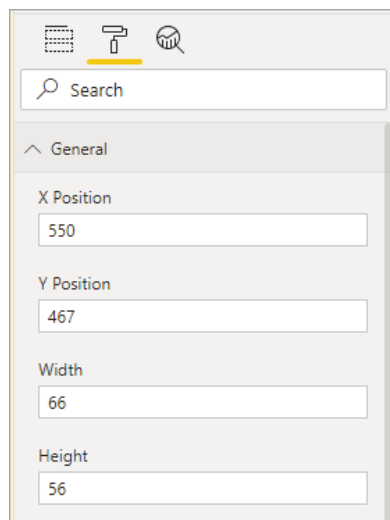 Search
General
X Position
550
Y Position
467
Width
66
Height
56